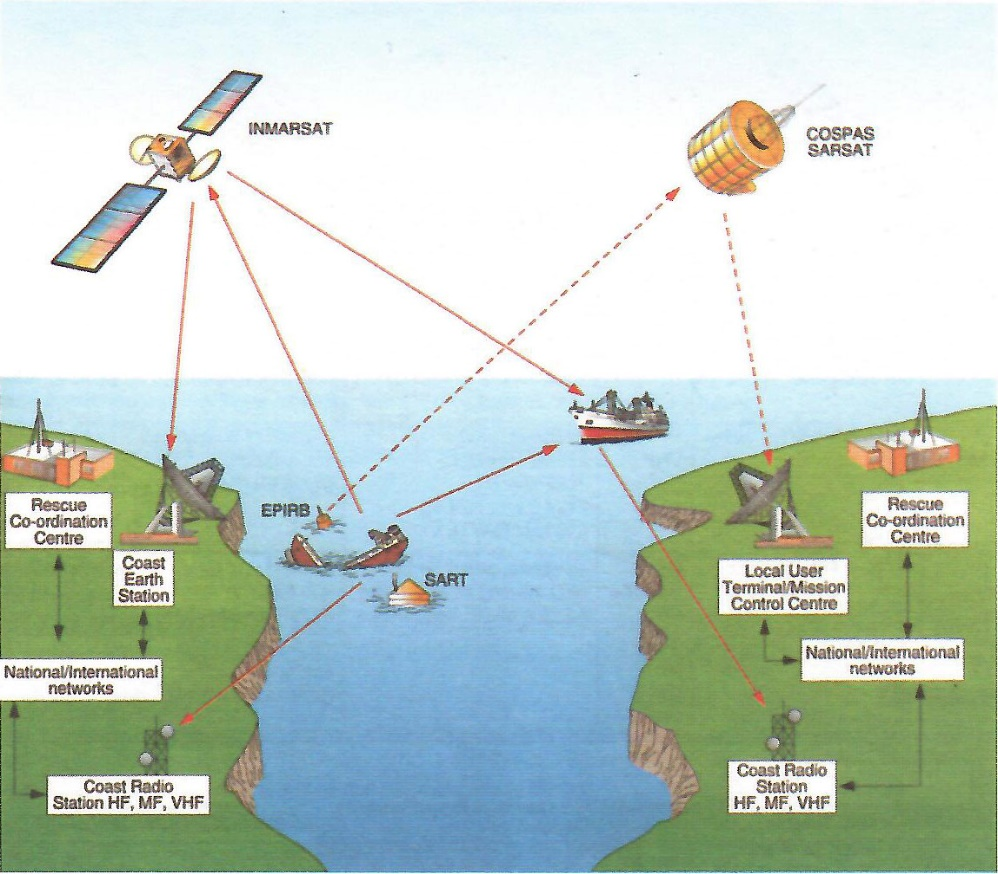 INMARSAT
COSPAS
SARSAT
EPIRB
SART
Rescue
Co-ordination
Centre
Coast
Earth
Station
National/International
networks
Coast Radio
Station HF, MF, VHF
Rescue
Co-ordination
Centre
Local User
Terminal/Mission
Control Centre
National/International
networks
Coast Radio
Station
HF, MF, VHF